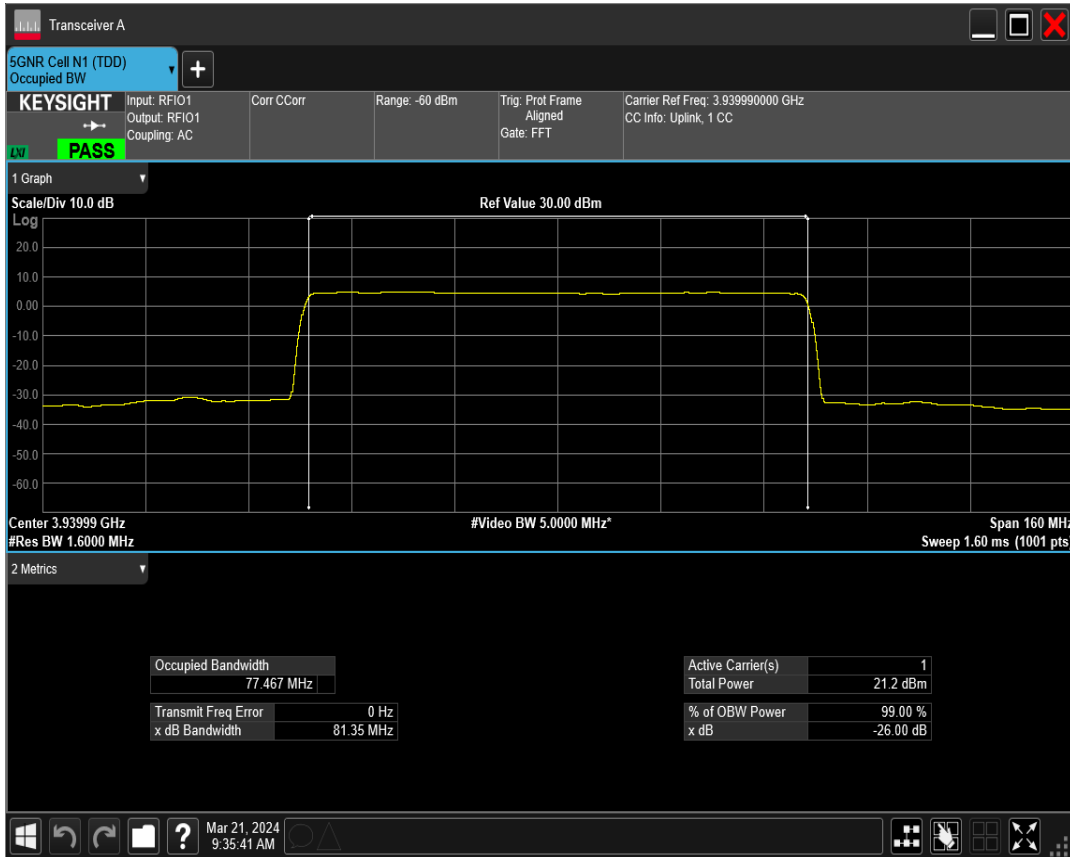 Transceiver A
5GNR Cell N1 (TDD)
Occupied BW
+
KEYSIGHT
LXI
PASS
Input: RFIO1
Output: RFIO1
Coupling: AC
Corr CCorr
Range: -60 dBm
Trig: Prot Frame
Aligned
Gate: FFT
Carrier Ref Freq: 3.939990000 GHz
CC Info: Uplink, 1 CC
1 Graph
Scale/Div 10.0 dB
Ref Value 30.00 dBm
Log
20.0
10.0
0.00
-10.0
-20.0
-30.0
-40.0
-50.0
-60.0
Center 3.93999 GHz
#Video BW 5.0000 MHz*
Span 160 MHz
#Res BW 1.6000 MHz
Sweep 1.60 ms (1001 pts)
2 Metrics
Occupied Bandwidth
77.467 MHz
Transmit Freq Error 0 Hz
x dB Bandwidth 81.35 MHz
Active Carrier(s) 1
Total Power 21.2 dBm
% of OBW Power 99.00 %
x dB -26.00 dB
?
Mar 21, 2024
9:35:41 AM